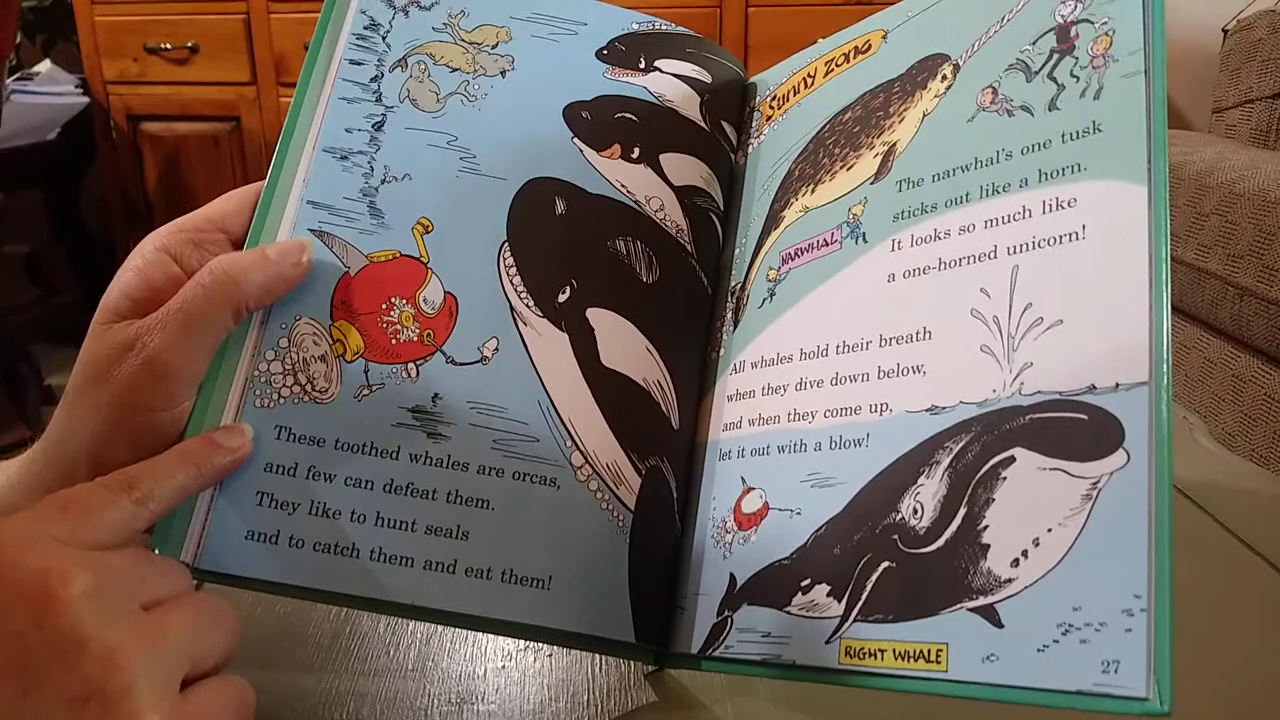 These toothed whales are orcas,
and few can defeat them.
They like to hunt seals
and to catch them and eat them!
Sunny Zone
The narwhal's one tusk
sticks out like a horn.
It looks so much like
a one-horned unicorn!
NARWHAL
All whales hold their breath
when they dive down below,
and when they come up,
let it out with a blow!
RIGHT WHALE
27